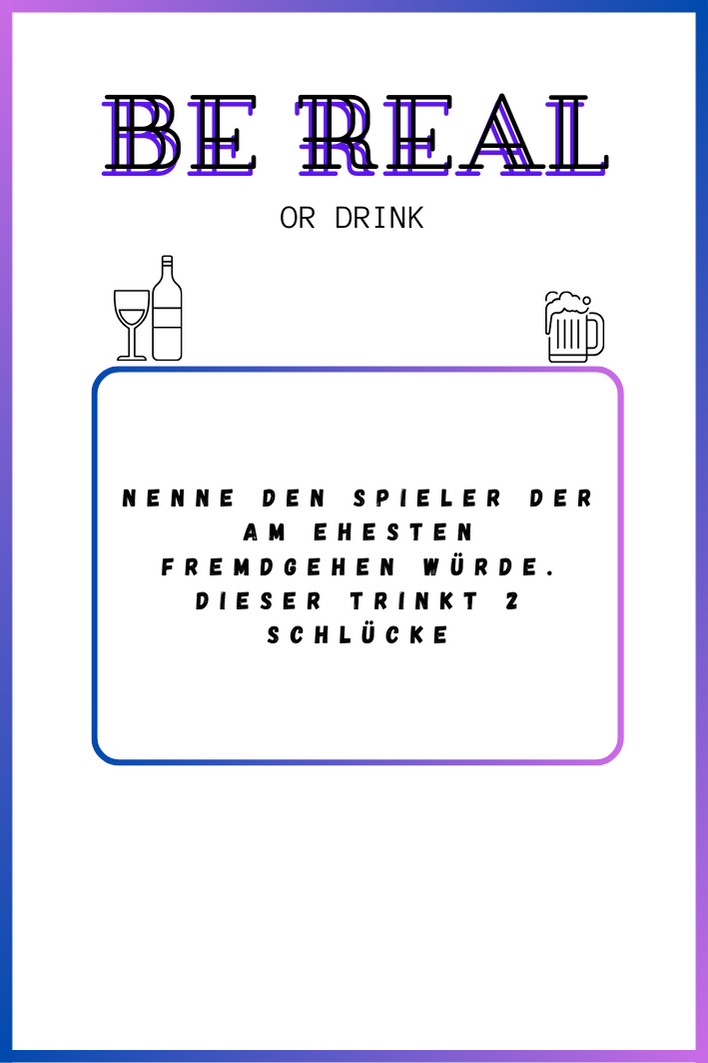 BE REAL
OR DRINK
NENNE DEN SPIELER DER
AM EHESTEN
FREMDGEHEN WÜRDE.
DIESER TRINKT 2
SCHLÜCKE